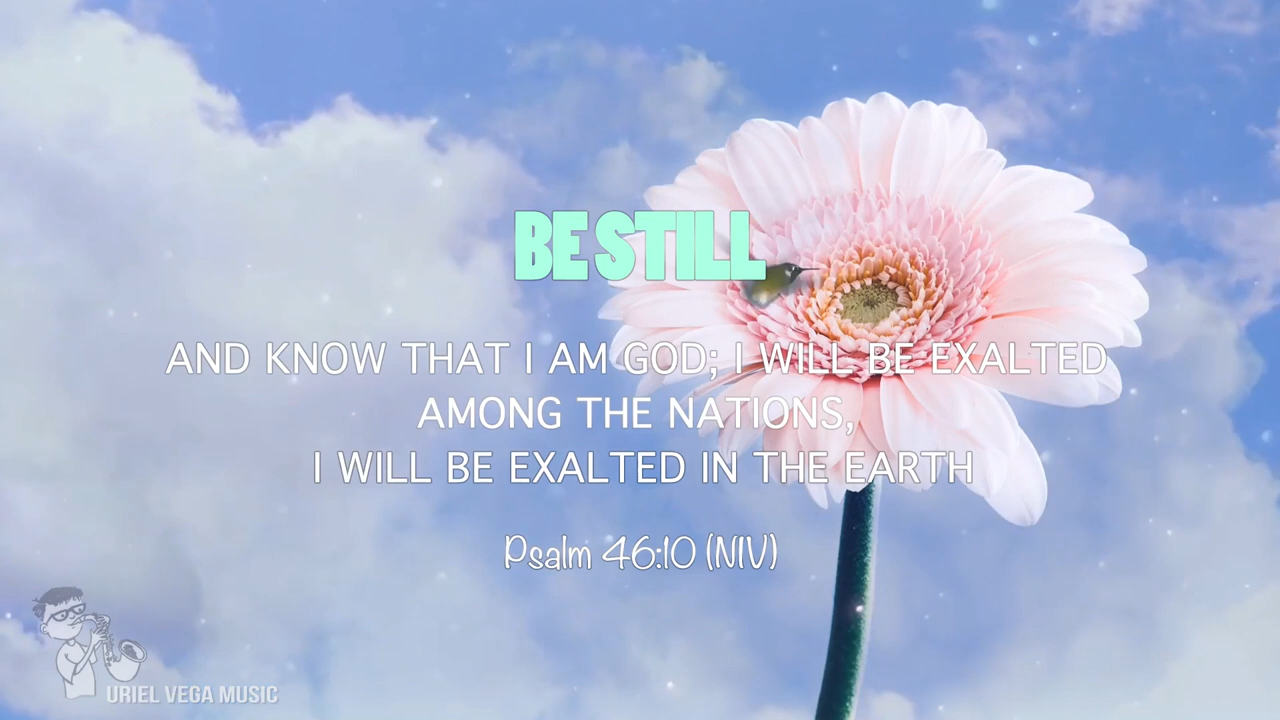 BE STILL
AND KNOW THAT I AM GOD; I WILL BE EXALTED
AMONG THE NATIONS,
I WILL BE EXALTED IN THE EARTH
Psalm 46:10 (NIV)
URIEL VEGA MUSIC